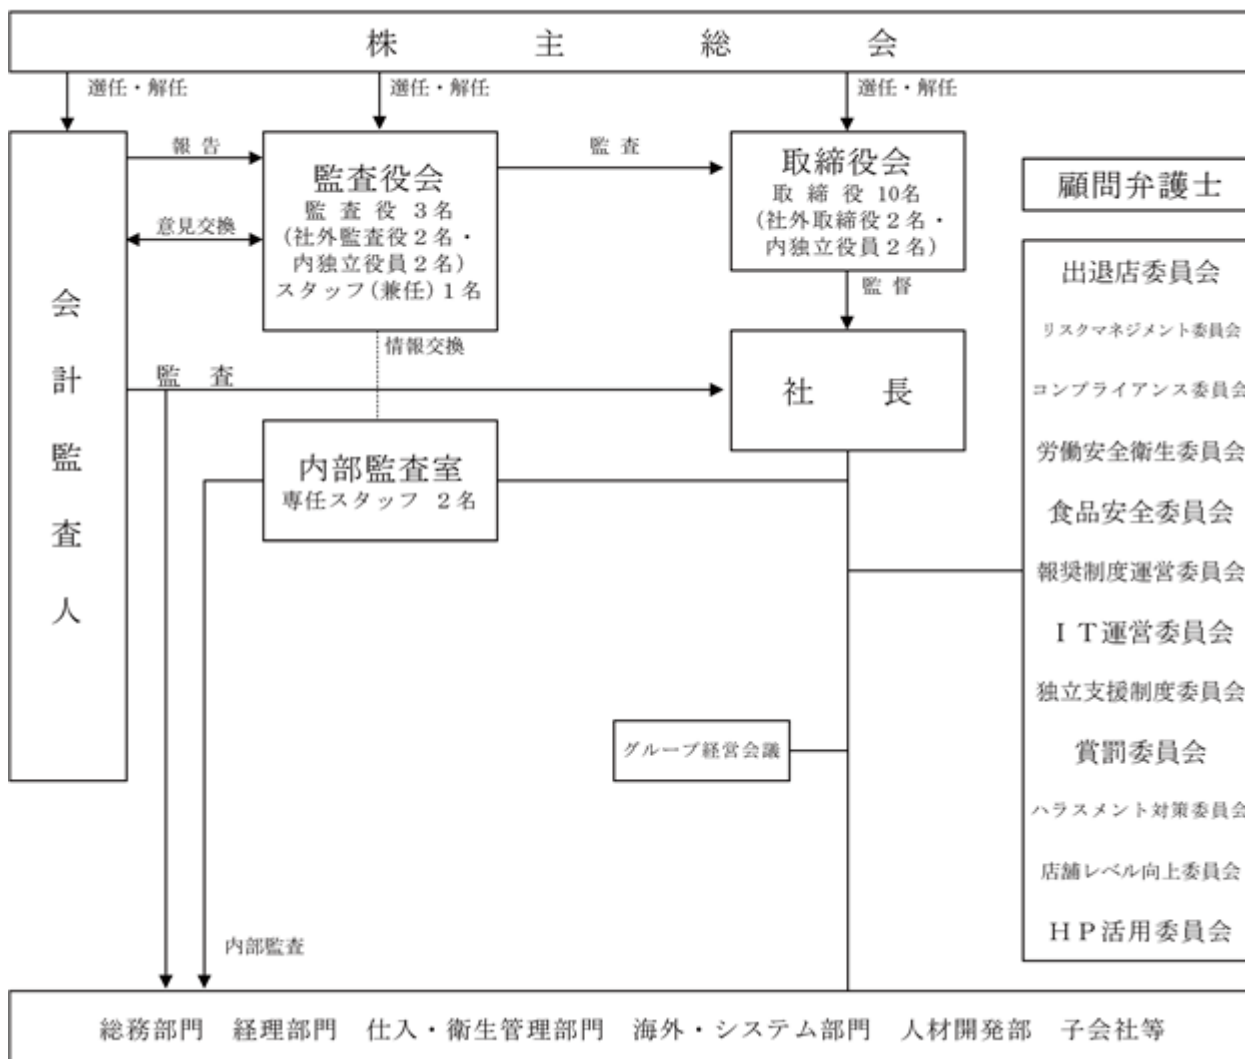 株主総会
選任・解任
選任・解任
選任・解任
会計監査人
報告
意見交換
監査役会
監査役 3名
(社外監査役2名・
内独立役員2名)
スタッフ(兼任)1名
監査
取締役会
取締役 10名
(社外取締役2名・
内独立役員2名)
監督
顧問弁護士
情報交換
監査
社長
内部監査室
専任スタッフ 2名
出退店委員会
リスクマネジメント委員会
コンプライアンス委員会
労働安全衛生委員会
食品安全委員会
報奨制度運営委員会
IT運営委員会
独立支援制度委員会
賞罰委員会
ハラスメント対策委員会
店舗レベル向上委員会
HP活用委員会
グループ経営会議
内部監査
総務部門 経理部門 仕入・衛生管理部門 海外・システム部門 人材開発部 子会社等